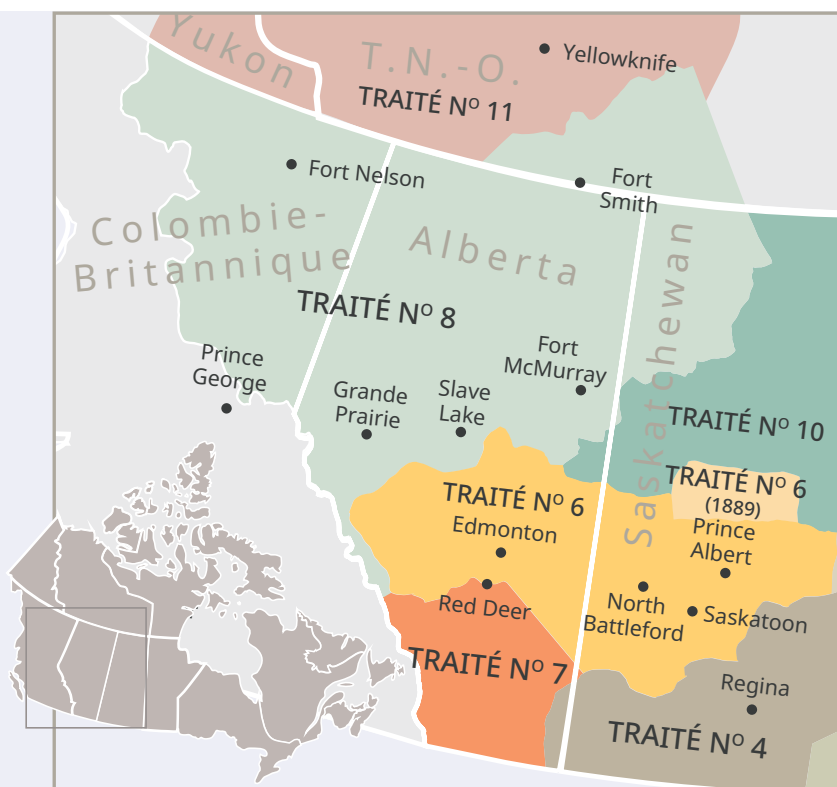 Yukon
T.N.-O.
Yellowknife
TRAITÉ Nº 11
Fort Nelson
Fort
Smith
Colombie-
Britannique
Alberta
Saskatchewan
TRAITÉ Nº 8
Prince
George
Grande
Prairie
Slave
Lake
Fort
McMurray
TRAITÉ Nº 10
TRAITÉ Nº 6
(1889)
TRAITÉ Nº 6
Edmonton
Prince
Albert
Red Deer
North
Battleford
Saskatoon
TRAITÉ Nº 7
Regina
TRAITÉ Nº 4